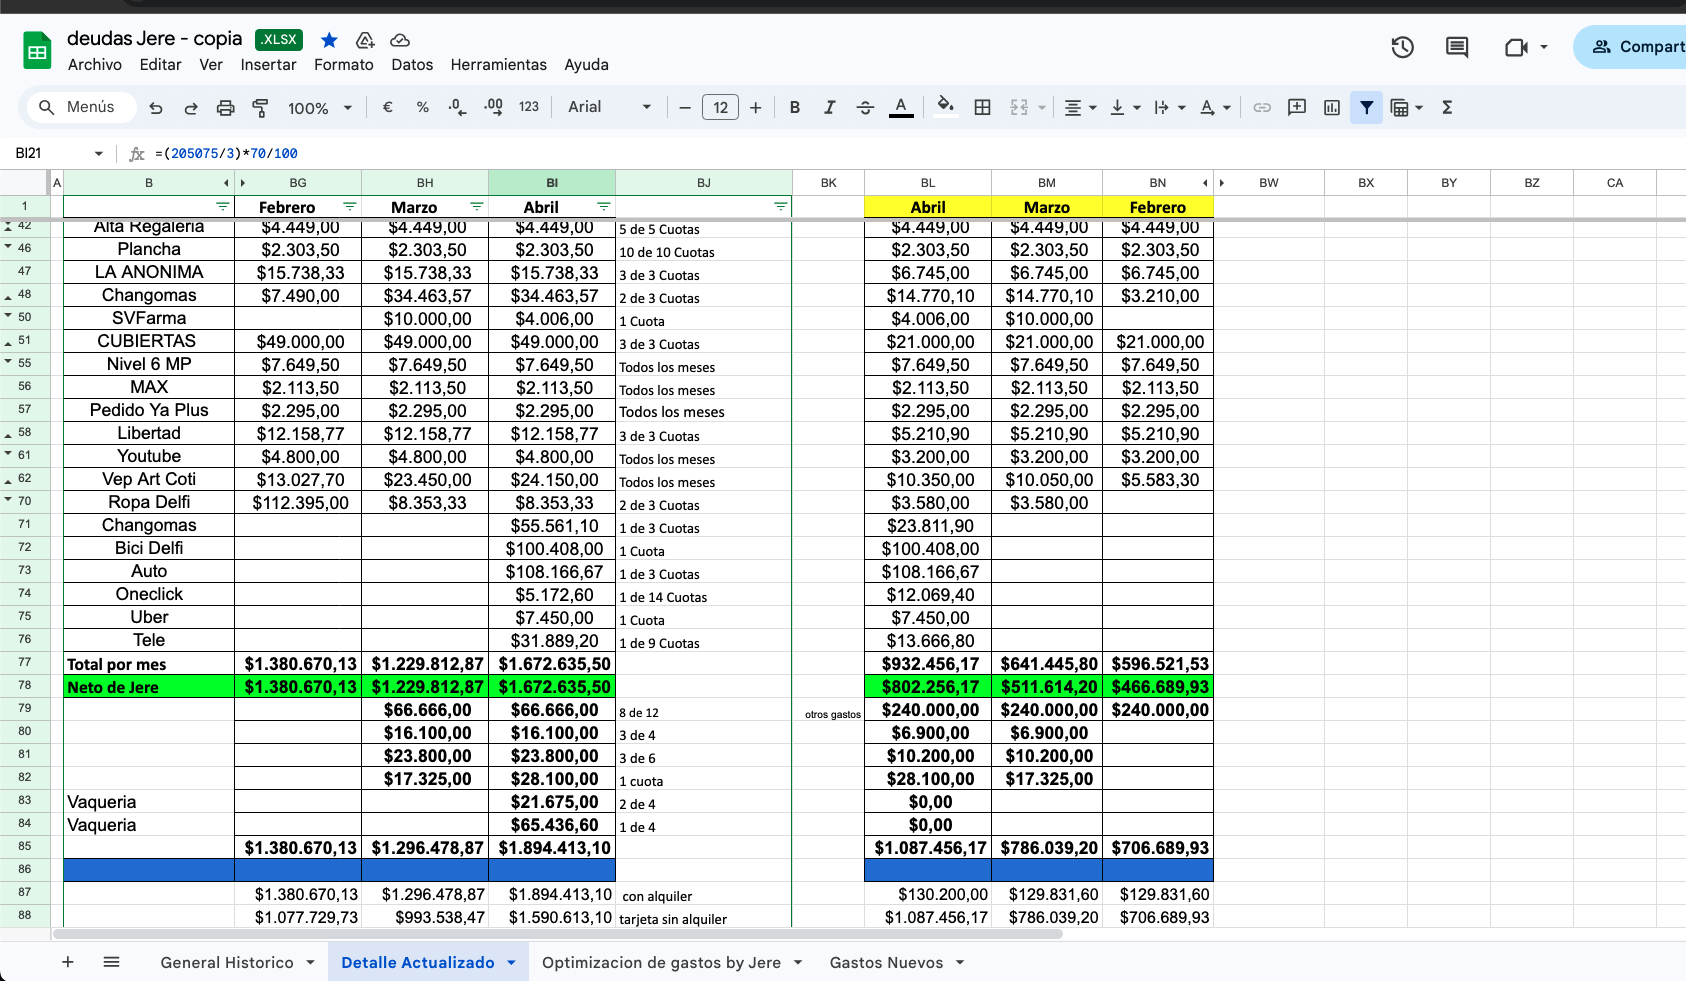 deudas Jere - copia .XLSX
Compart
Archivo Editar Ver Insertar Formato Datos Herramientas Ayuda
Menús 100% € % .0 .00 123 Arial 12 B I A A Σ
BI21 fx =(205075/3)*70/100
A B BG BH BI BJ BK BL BM BN BW BX BY BZ CA
1 Febrero Marzo Abril Abril Marzo Febrero
42 Alta Regaleria $4.449,00 $4.449,00 $4.449,00 5 de 5 Cuotas $4.449,00 $4.449,00 $4.449,00
46 Plancha $2.303,50 $2.303,50 $2.303,50 10 de 10 Cuotas $2.303,50 $2.303,50 $2.303,50
47 LA ANONIMA $15.738,33 $15.738,33 $15.738,33 3 de 3 Cuotas $6.745,00 $6.745,00 $6.745,00
48 Changomas $7.490,00 $34.463,57 $34.463,57 2 de 3 Cuotas $14.770,10 $14.770,10 $3.210,00
50 SVFarma $10.000,00 $4.006,00 1 Cuota $4.006,00 $10.000,00
51 CUBIERTAS $49.000,00 $49.000,00 $49.000,00 3 de 3 Cuotas $21.000,00 $21.000,00 $21.000,00
55 Nivel 6 MP $7.649,50 $7.649,50 $7.649,50 Todos los meses $7.649,50 $7.649,50 $7.649,50
56 MAX $2.113,50 $2.113,50 $2.113,50 Todos los meses $2.113,50 $2.113,50 $2.113,50
57 Pedido Ya Plus $2.295,00 $2.295,00 $2.295,00 Todos los meses $2.295,00 $2.295,00 $2.295,00
58 Libertad $12.158,77 $12.158,77 $12.158,77 3 de 3 Cuotas $5.210,90 $5.210,90 $5.210,90
61 Youtube $4.800,00 $4.800,00 $4.800,00 Todos los meses $3.200,00 $3.200,00 $3.200,00
62 Vep Art Coti $13.027,70 $23.450,00 $24.150,00 Todos los meses $10.350,00 $10.050,00 $5.583,30
70 Ropa Delfi $112.395,00 $8.353,33 $8.353,33 2 de 3 Cuotas $3.580,00 $3.580,00
71 Changomas $55.561,10 1 de 3 Cuotas $23.811,90
72 Bici Delfi $100.408,00 1 Cuota $100.408,00
73 Auto $108.166,67 1 de 3 Cuotas $108.166,67
74 Oneclick $5.172,60 1 de 14 Cuotas $12.069,40
75 Uber $7.450,00 1 Cuota $7.450,00
76 Tele $31.889,20 1 de 9 Cuotas $13.666,80
77 Total por mes $1.380.670,13 $1.229.812,87 $1.672.635,50 $932.456,17 $641.445,80 $596.521,53
78 Neto de Jere $1.380.670,13 $1.229.812,87 $1.672.635,50 $802.256,17 $511.614,20 $466.689,93
79 $66.666,00 $66.666,00 8 de 12 otros gastos $240.000,00 $240.000,00 $240.000,00
80 $16.100,00 $16.100,00 3 de 4 $6.900,00 $6.900,00
81 $23.800,00 $23.800,00 3 de 6 $10.200,00 $10.200,00
82 $17.325,00 $28.100,00 1 cuota $28.100,00 $17.325,00
83 Vaqueria $21.675,00 2 de 4 $0,00
84 Vaqueria $65.436,60 1 de 4 $0,00
85 $1.380.670,13 $1.296.478,87 $1.894.413,10 $1.087.456,17 $786.039,20 $706.689,93
86
87 $1.380.670,13 $1.296.478,87 $1.894.413,10 con alquiler $130.200,00 $129.831,60 $129.831,60
88 $1.077.729,73 $993.538,47 $1.590.613,10 tarjeta sin alquiler $1.087.456,17 $786.039,20 $706.689,93
+ General Historico Detalle Actualizado Optimizacion de gastos by Jere Gastos Nuevos